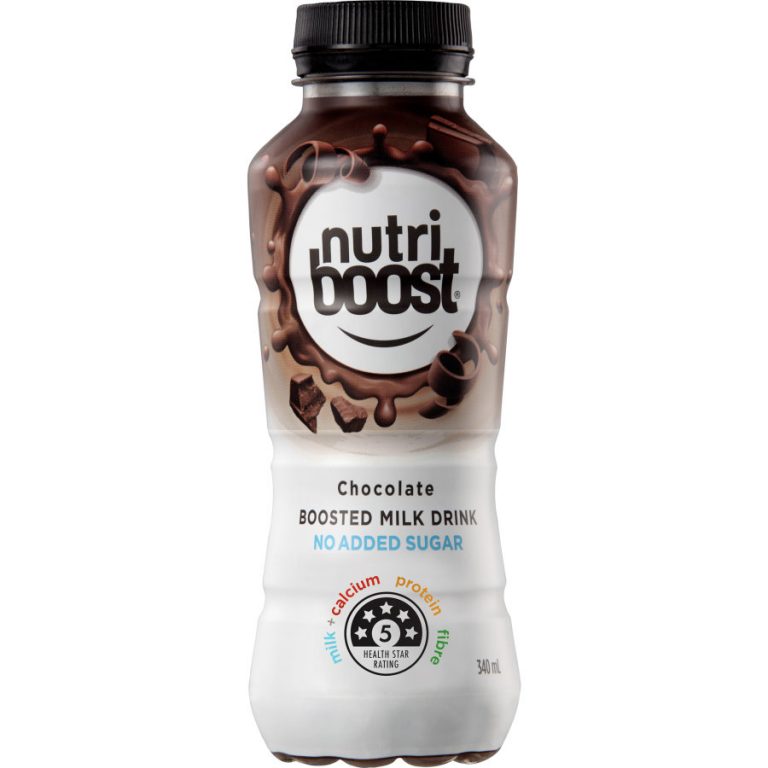 nutri
boost®
Chocolate
BOOSTED MILK DRINK
NO ADDED SUGAR
milk + calcium protein fibre
5
HEALTH STAR
RATING
340 mL